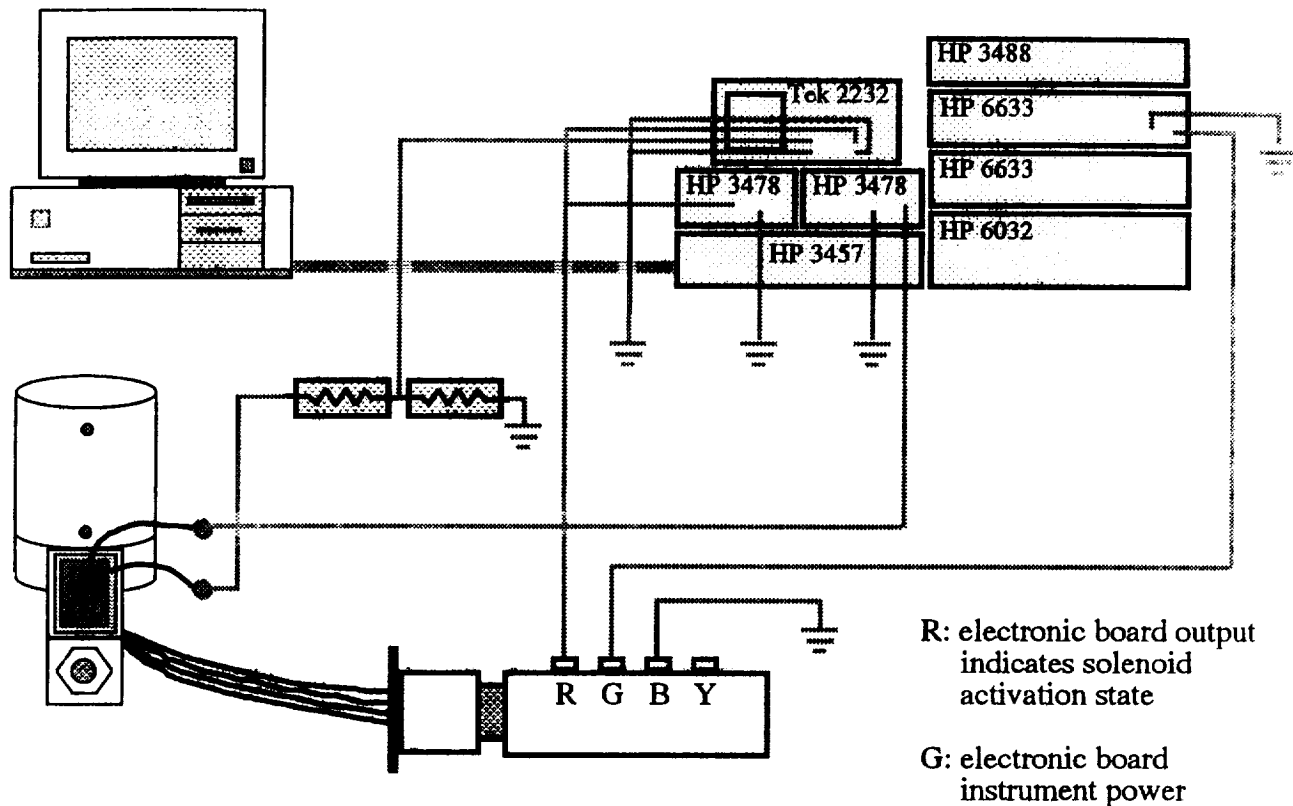 HP 3488
Tek 2232
HP 6633
HP 3478
HP 3478
HP 6633
HP 3457
HP 6032
R G B Y
R: electronic board output
indicates solenoid
activation state
G: electronic board
instrument power